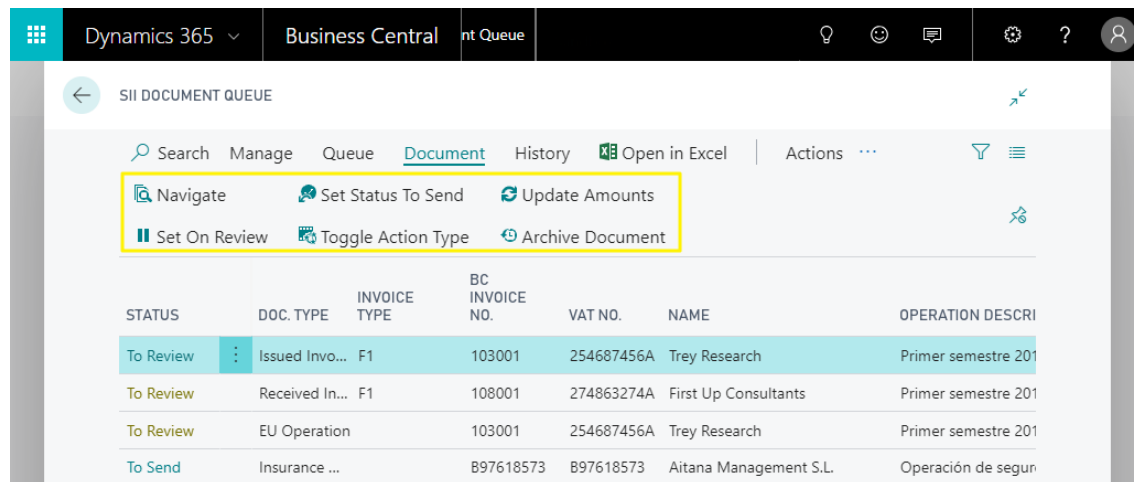 Dynamics 365 Business Central nt Queue ?
SII DOCUMENT QUEUE
Search Manage Queue Document History Open in Excel Actions ...
Navigate Set Status To Send Update Amounts
Set On Review Toggle Action Type Archive Document
STATUS DOC. TYPE INVOICE TYPE BC INVOICE NO. VAT NO. NAME OPERATION DESCRI
To Review Issued Invo... F1 103001 254687456A Trey Research Primer semestre 201
To Review Received In... F1 108001 274863274A First Up Consultants Primer semestre 201
To Review EU Operation 103001 254687456A Trey Research Primer semestre 201
To Send Insurance ... B97618573 B97618573 Aitana Management S.L. Operación de segur